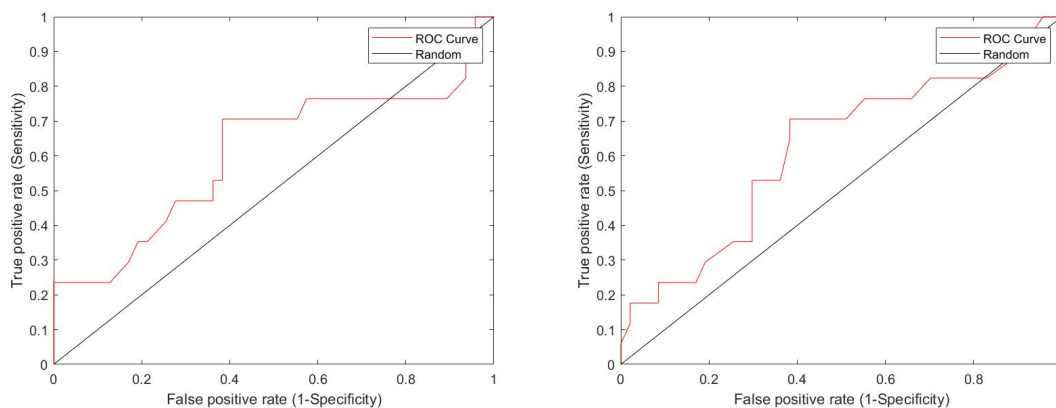 1
0.9
0.8
0.7
0.6
0.5
0.4
0.3
0.2
0.1
0
True positive rate (Sensitivity)
ROC Curve
Random
0 0.2 0.4 0.6 0.8 1
False positive rate (1-Specificity)
1
0.9
0.8
0.7
0.6
0.5
0.4
0.3
0.2
0.1
0
True positive rate (Sensitivity)
ROC Curve
Random
0 0.2 0.4 0.6 0.8
False positive rate (1-Specificity)